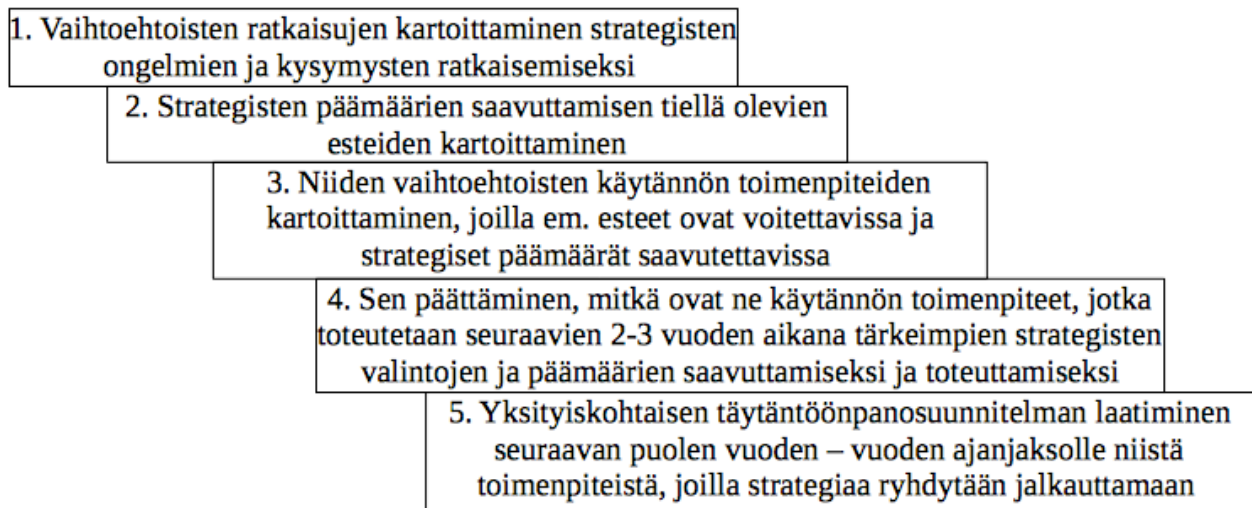 1. Vaihtoehtoisten ratkaisujen kartoittaminen strategisten
ongelmien ja kysymysten ratkaisemiseksi
2. Strategisten päämäärien saavuttamisen tiellä olevien
esteiden kartoittaminen
3. Niiden vaihtoehtoisten käytännön toimenpiteiden
kartoittaminen, joilla em. esteet ovat voitettavissa ja
strategiset päämäärät saavutettavissa
4. Sen päättäminen, mitkä ovat ne käytännön toimenpiteet, jotka
toteutetaan seuraavien 2-3 vuoden aikana tärkeimpien strategisten
valintojen ja päämäärien saavuttamiseksi ja toteuttamiseksi
5. Yksityiskohtaisen täytäntöönpanosuunnitelman laatiminen
seuraavan puolen vuoden – vuoden ajanjaksolle niistä
toimenpiteistä, joilla strategiaa ryhdytään jalkauttamaan